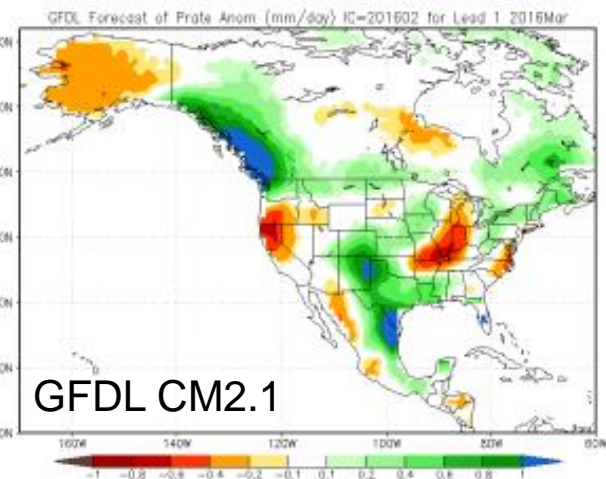 GFDL Forecast of Prate Anom (mm/day) IC=201602 for Lead 1 2016Mar
GFDL CM2.1
160W 140W 120W 100W 80W 60W
-1 -0.8 -0.6 -0.4 -0.2 -0.1 0.1 0.2 0.4 0.6 0.8 1